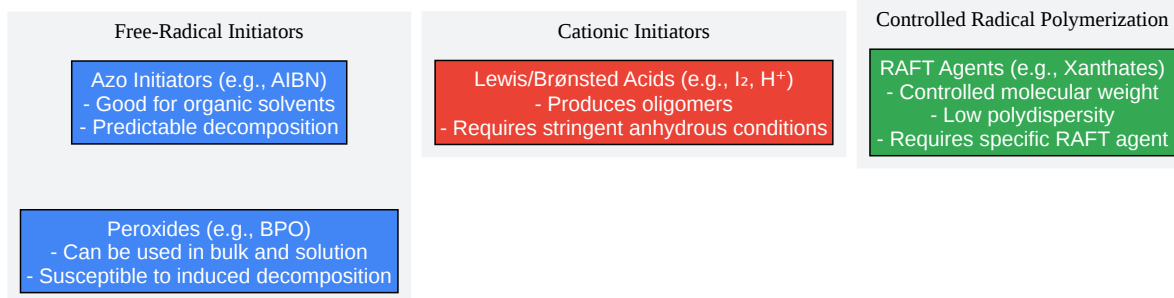 Free-Radical Initiators
Azo Initiators (e.g., AIBN)
- Good for organic solvents
- Predictable decomposition
Peroxides (e.g., BPO)
- Can be used in bulk and solution
- Susceptible to induced decomposition
Cationic Initiators
Lewis/Brønsted Acids (e.g., I₂, H⁺)
- Produces oligomers
- Requires stringent anhydrous conditions
Controlled Radical Polymerization
RAFT Agents (e.g., Xanthates)
- Controlled molecular weight
- Low polydispersity
- Requires specific RAFT agent